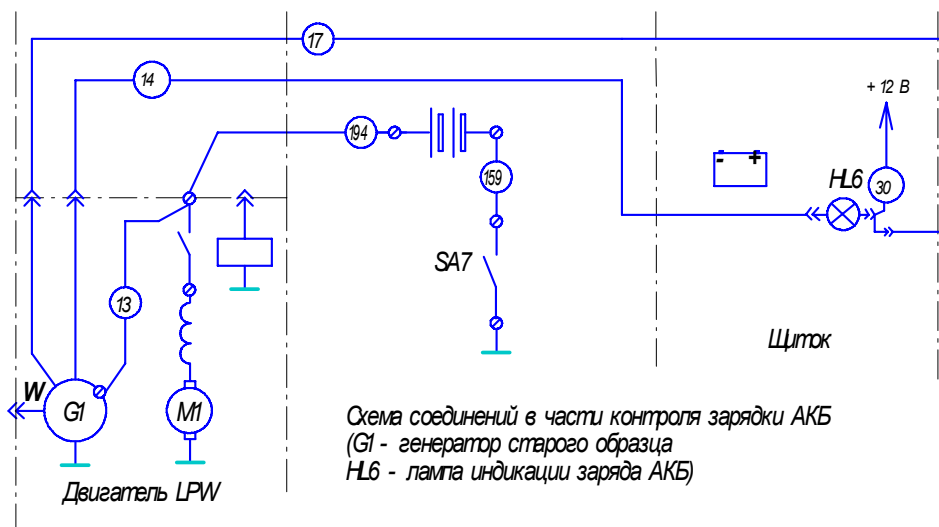 17
14
+ 12 В
194
159
- +
HL6
30
SA7
13
Щиток
W
G1
M1
Схема соединений в части контроля зарядки АКБ
(G1 - генератор старого образца
HL6 - лампа индикации заряда АКБ)
Двигатель LPW